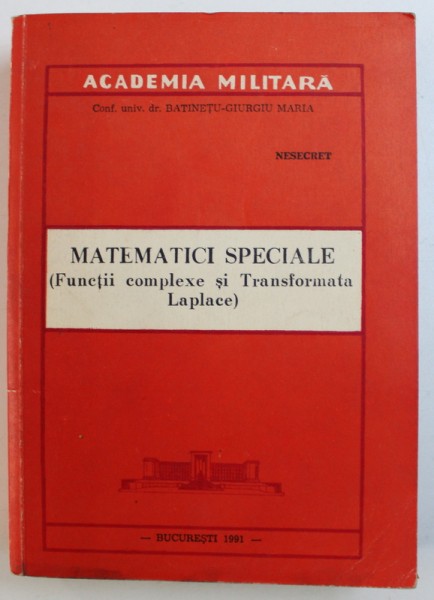 ACADEMIA MILITARĂ
Conf. univ. dr. BATINEȚU-GIURGIU MARIA
NESECRET
MATEMATICI SPECIALE
(Funcții complexe și Transformata
Laplace)
— BUCUREȘTI 1991 —